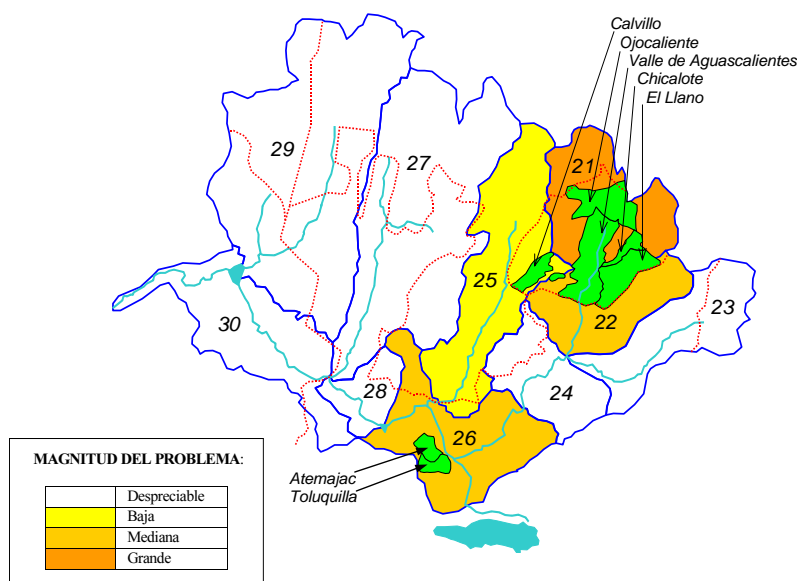 Calvillo
Ojocaliente
Valle de Aguascalientes
Chicalote
El Llano
21
29
27
25
23
22
30
28
24
26
Atemajac
Toluquilla
MAGNITUD DEL PROBLEMA:
Despreciable
Baja
Mediana
Grande